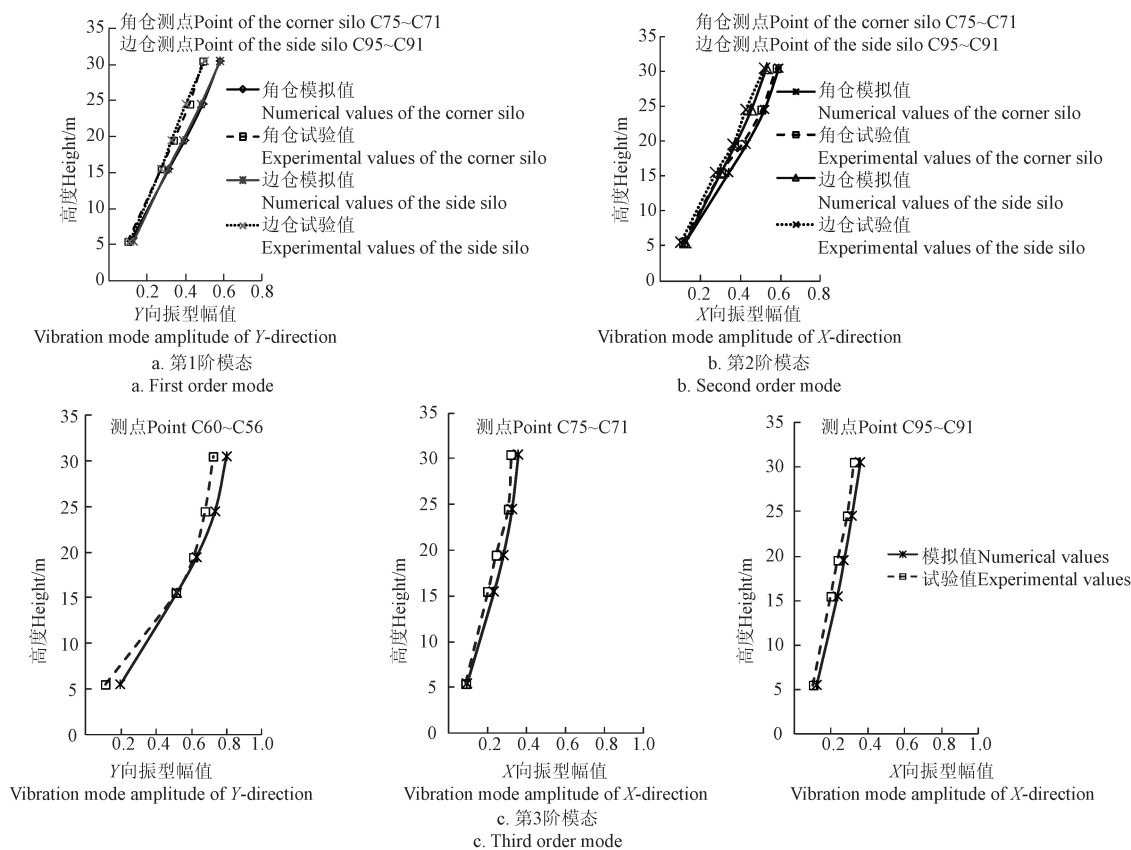 角仓测点Point of the corner silo C75~C71
边仓测点Point of the side silo C95~C91
35
30
25
20
15
10
5
0
高度Height/m
角仓模拟值
Numerical values of the corner silo
角仓试验值
Experimental values of the corner silo
边仓模拟值
Numerical values of the side silo
边仓试验值
Experimental values of the side silo
0.2 0.4 0.6 0.8
Y向振型幅值
Vibration mode amplitude of Y-direction
a. 第1阶模态
a. First order mode
角仓测点Point of the corner silo C75~C71
边仓测点Point of the side silo C95~C91
35
30
25
20
15
10
5
0
高度Height/m
角仓模拟值
Numerical values of the corner silo
角仓试验值
Experimental values of the corner silo
边仓模拟值
Numerical values of the side silo
边仓试验值
Experimental values of the side silo
0.2 0.4 0.6 0.8
X向振型幅值
Vibration mode amplitude of X-direction
b. 第2阶模态
b. Second order mode
测点Point C60~C56
35
30
25
20
15
10
5
0
高度Height/m
0.2 0.4 0.6 0.8 1.0
Y向振型幅值
Vibration mode amplitude of Y-direction
测点Point C75~C71
35
30
25
20
15
10
5
0
高度Height/m
0.2 0.4 0.6 0.8 1.0
X向振型幅值
Vibration mode amplitude of X-direction
测点Point C95~C91
35
30
25
20
15
10
5
0
高度Height/m
模拟值Numerical values
试验值Experimental values
0.2 0.4 0.6 0.8 1.0
X向振型幅值
Vibration mode amplitude of X-direction
c. 第3阶模态
c. Third order mode